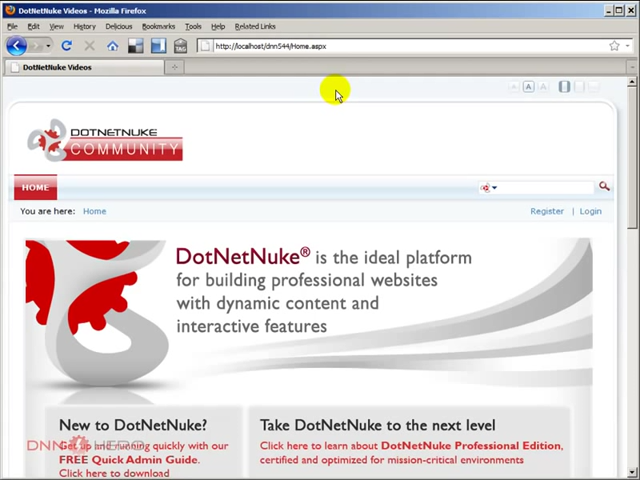 DotNetNuke Videos - Mozilla Firefox
File Edit View History Delicious Bookmarks Tools Help Related Links
TAG http://localhost/dnn544/Home.aspx
DotNetNuke Videos
A A A
DOTNETNUKE
COMMUNITY
HOME
You are here: Home Register | Login
DotNetNuke® is the ideal platform
for building professional websites
with dynamic content and
interactive features
New to DotNetNuke?
Get up and running quickly with our
FREE Quick Admin Guide.
Click here to download
Take DotNetNuke to the next level
Click here to learn about DotNetNuke Professional Edition,
certified and optimized for mission-critical environments
DNN HERO